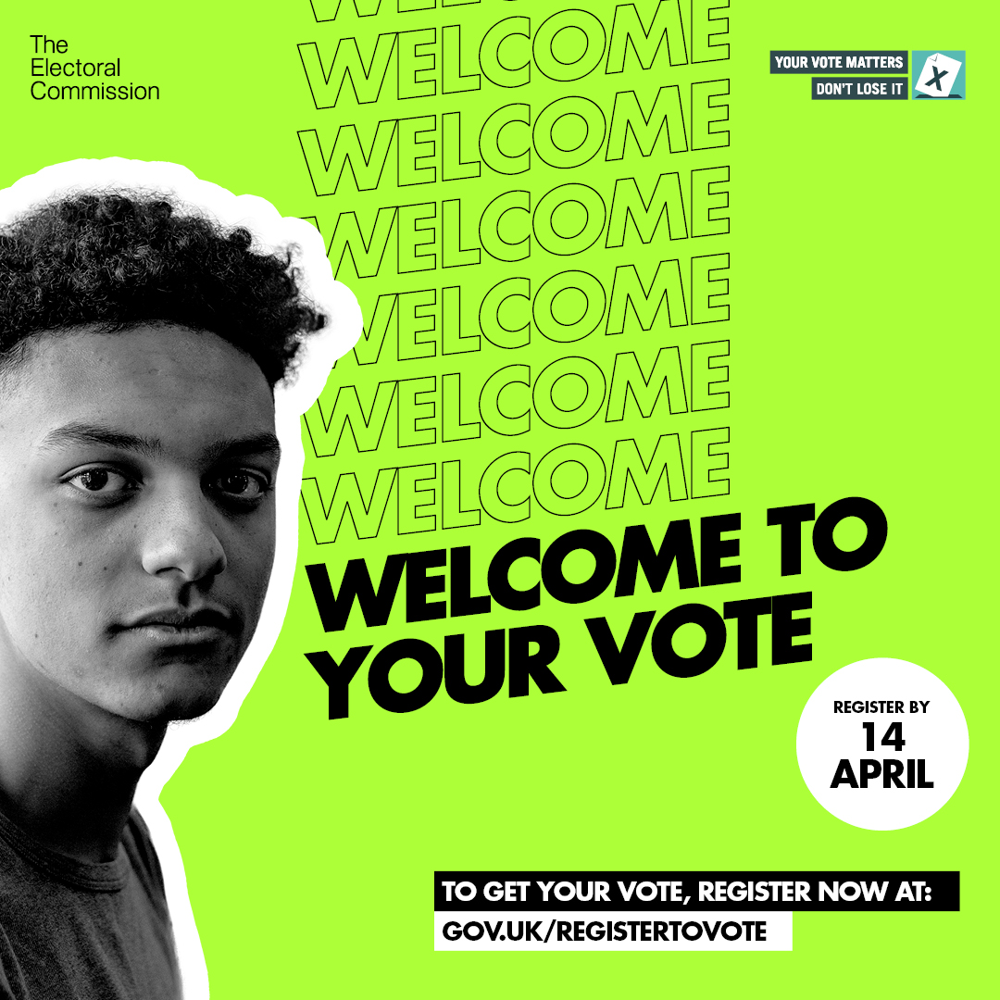 The
Electoral
Commission
YOUR VOTE MATTERS
DON'T LOSE IT
X
WELCOME
WELCOME
WELCOME
WELCOME
WELCOME
WELCOME
WELCOME
WELCOME TO
YOUR VOTE
REGISTER BY
14
APRIL
TO GET YOUR VOTE, REGISTER NOW AT:
GOV.UK/REGISTERTOVOTE